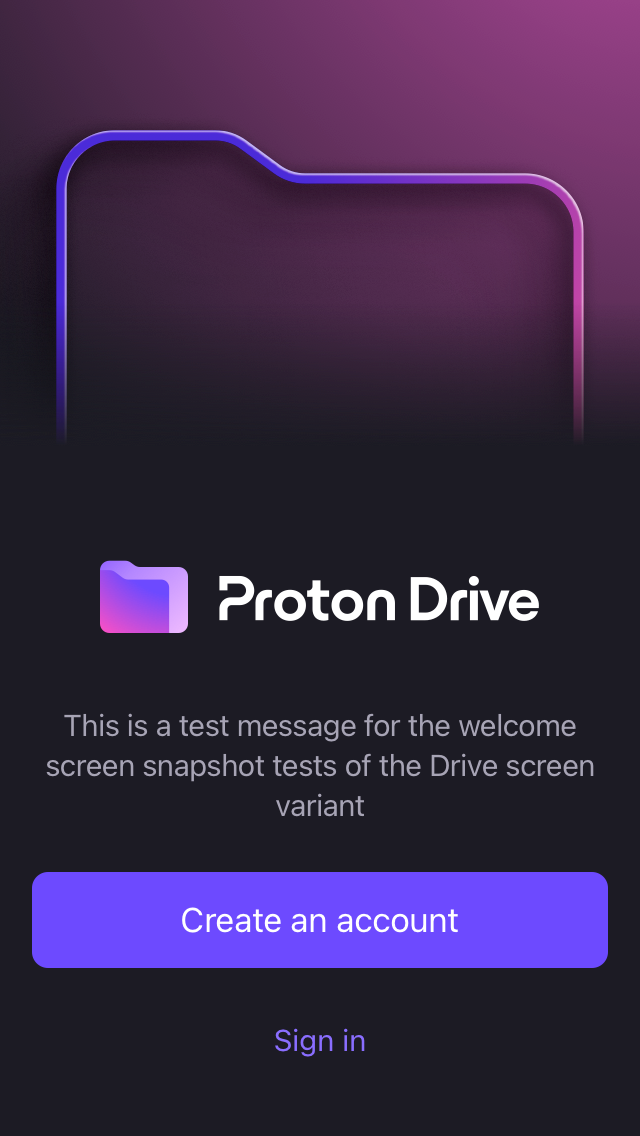 Proton Drive
This is a test message for the welcome
screen snapshot tests of the Drive screen
variant
Create an account
Sign in